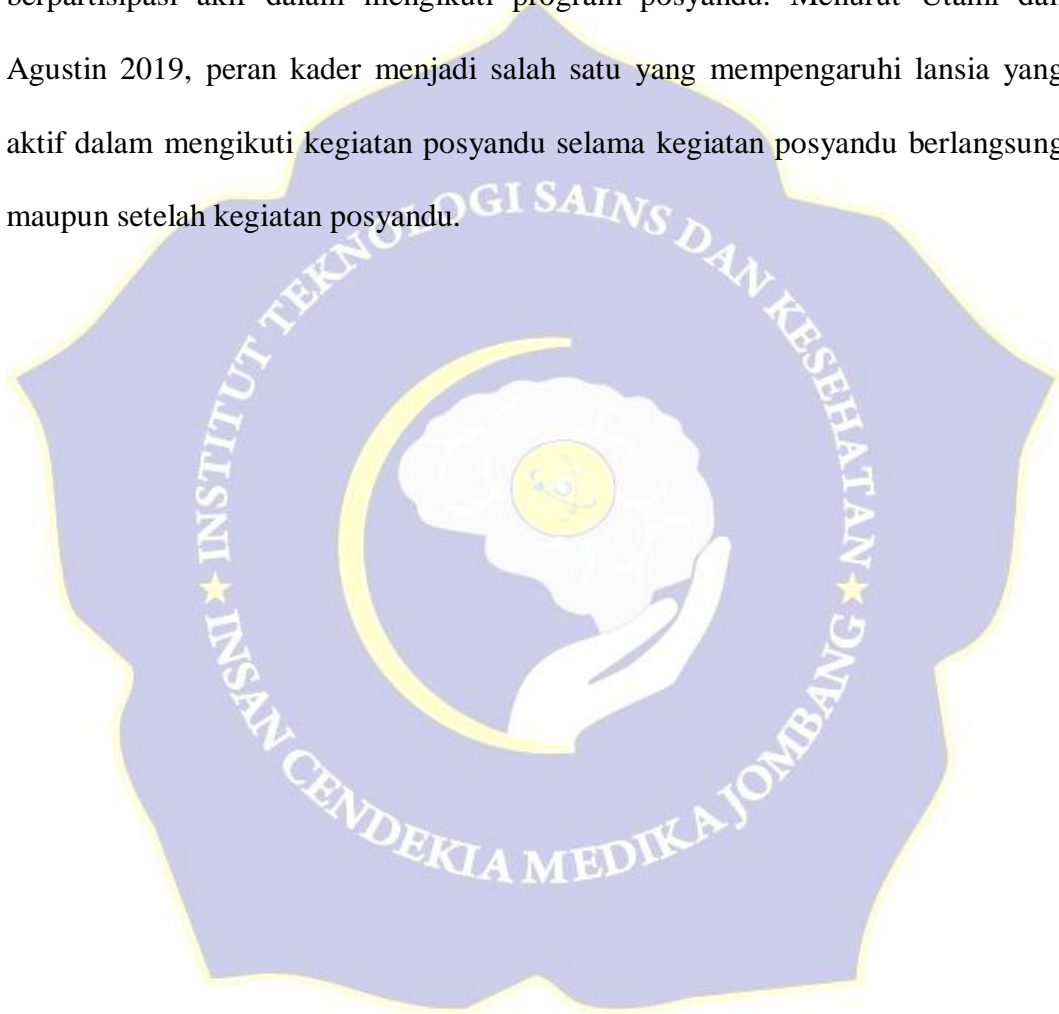 berpartisipasi aktif dalam mengikuti program posyandu. Menurut Utami dan
Agustin 2019, peran kader menjadi salah satu yang mempengaruhi lansia yang
aktif dalam mengikuti kegiatan posyandu selama kegiatan posyandu berlangsung
maupun setelah kegiatan posyandu.
INSTITUT TEKNOLOGI SAINS DAN KESEHATAN
INSAN CENDEKIA MEDIKA JOMBANG